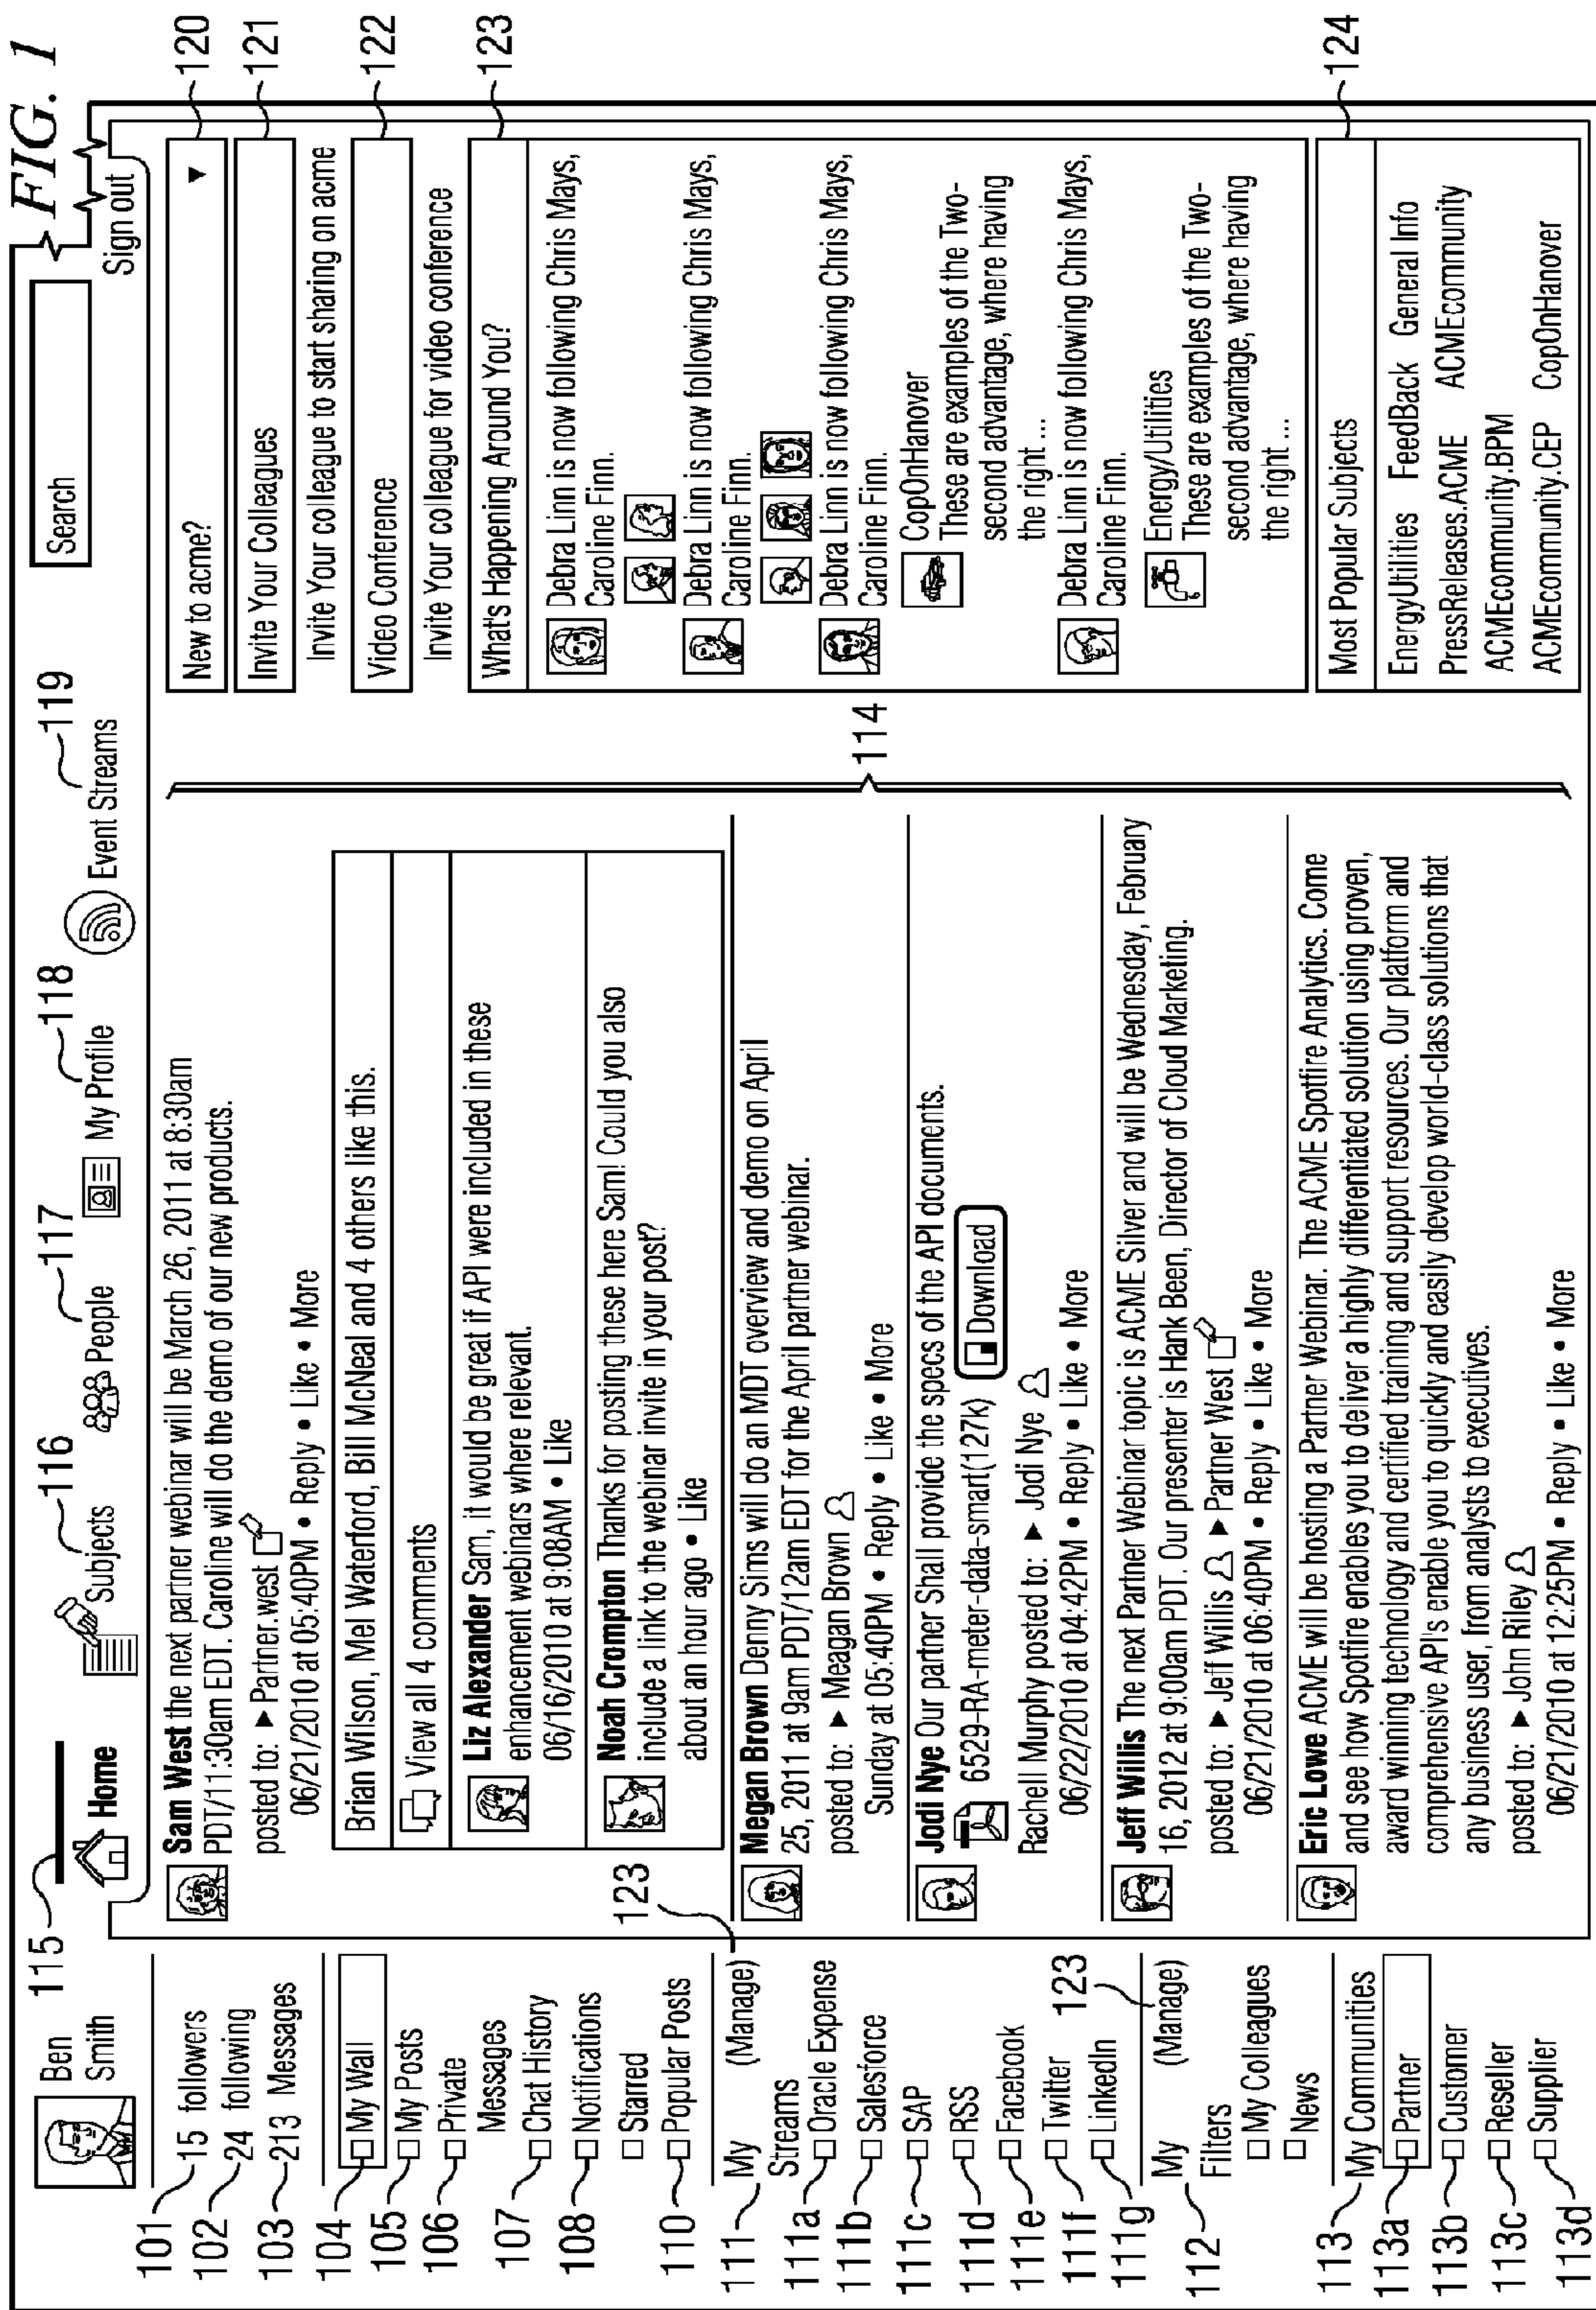 FIG. 1
Ben
Smith
115
Home
Subjects
116
People
117
My Profile
118
Event Streams
119
Search
Sign out
101
15 followers
102
24 following
103
213 Messages
104
My Wall
105
My Posts
106
Private
Messages
107
Chat History
108
Notifications
Starred
110
Popular Posts
111
My (Manage)
123
Streams
111a
Oracle Expense
111b
Salesforce
111c
SAP
111d
RSS
111e
Facebook
111f
Twitter
111g
LinkedIn
123
112
My (Manage)
Filters
My Colleagues
News
113
My Communities
113a
Partner
113b
Customer
113c
Reseller
113d
Supplier
Sam West the next partner webinar will be March 26, 2011 at 8:30am
PDT/11:30am EDT. Caroline will do the demo of our new products.
posted to: ► Partner.west
06/21/2010 at 05:40PM • Reply • Like • More
Brian Wilson, Mel Waterford, Bill McNeal and 4 others like this.
View all 4 comments
Liz Alexander Sam, it would be great if API were included in these
enhancement webinars where relevant.
06/16/2010 at 9:08AM • Like
Noah Crompton Thanks for posting these here Sam! Could you also
include a link to the webinar invite in your post?
about an hour ago • Like
Megan Brown Denny Sims will do an MDT overview and demo on April
25, 2011 at 9am PDT/12am EDT for the April partner webinar.
posted to: ► Meagan Brown
Sunday at 05:40PM • Reply • Like • More
Jodi Nye Our partner Shall provide the specs of the API documents.
6529-RA-meter-data-smart(127k) Download
Rachell Murphy posted to: ► Jodi Nye
06/22/2010 at 04:42PM • Reply • Like • More
Jeff Willis The next Partner Webinar topic is ACME Silver and will be Wednesday, February
16, 2012 at 9:00am PDT. Our presenter is Hank Been, Director of Cloud Marketing.
posted to: ► Jeff Willis ► Partner West
06/21/2010 at 06:40PM • Reply • Like • More
Eric Lowe ACME will be hosting a Partner Webinar. The ACME Spotfire Analytics. Come
and see how Spotfire enables you to deliver a highly differentiated solution using proven,
award winning technology and certified training and support resources. Our platform and
comprehensive API's enable you to quickly and easily develop world-class solutions that
any business user, from analysts to executives.
posted to: ► John Riley
06/21/2010 at 12:25PM • Reply • Like • More
114
New to acme? ▼
120
Invite Your Colleagues
121
Invite Your colleague to start sharing on acme
Video Conference
122
Invite Your colleague for video conference
What's Happening Around You?
123
Debra Linn is now following Chris Mays,
Caroline Finn.
Debra Linn is now following Chris Mays,
Caroline Finn.
Debra Linn is now following Chris Mays,
Caroline Finn.
CopOnHanover
These are examples of the Two-
second advantage, where having
the right ...
Debra Linn is now following Chris Mays,
Caroline Finn.
Energy/Utilities
These are examples of the Two-
second advantage, where having
the right ...
Most Popular Subjects
124
EnergyUtilities FeedBack General Info
PressReleases.ACME ACMEcommunity
ACMEcommunity.BPM
ACMEcommunity.CEP CopOnHanover